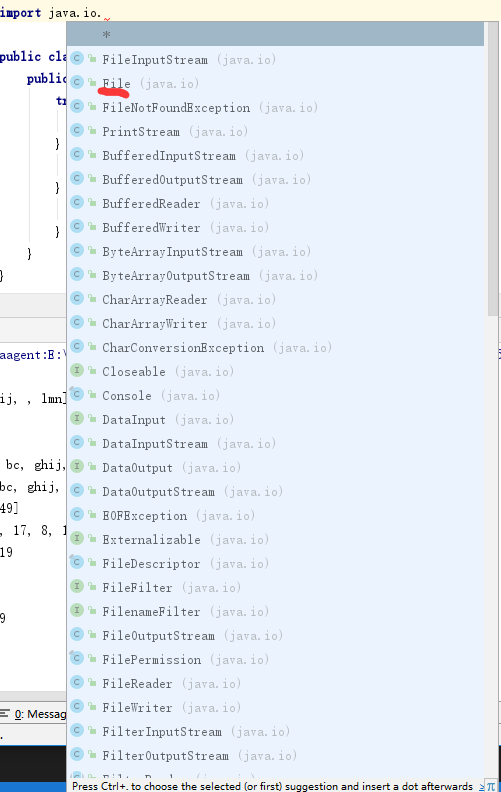 import java.io.
*
public cla
FileInputStream (java.io)
public
File (java.io)
tr
FileNotFoundException (java.io)
PrintStream (java.io)
}
BufferedInputStream (java.io)
BufferedOutputStream (java.io)
}
BufferedReader (java.io)
BufferedWriter (java.io)
}
ByteArrayInputStream (java.io)
}
ByteArrayOutputStream (java.io)
}
CharArrayReader (java.io)
CharArrayWriter (java.io)
CharConversionException (java.io)
aagent:E:\
Closeable (java.io)
Console (java.io)
ij, , lmn]
DataInput (java.io)
DataInputStream (java.io)
bc, ghij,
DataOutput (java.io)
bc, ghij,
DataOutputStream (java.io)
49]
EOFException (java.io)
, 17, 8, 1
Externalizable (java.io)
19
FileDescriptor (java.io)
FileFilter (java.io)
FilenameFilter (java.io)
9
FileOutputStream (java.io)
FilePermission (java.io)
FileReader (java.io)
FileWriter (java.io)
0: Messag
FilterInputStream (java.io)
.
FilterOutputStream (java.io)
Press Ctrl+. to choose the selected (or first) suggestion and insert a dot afterwards >> π